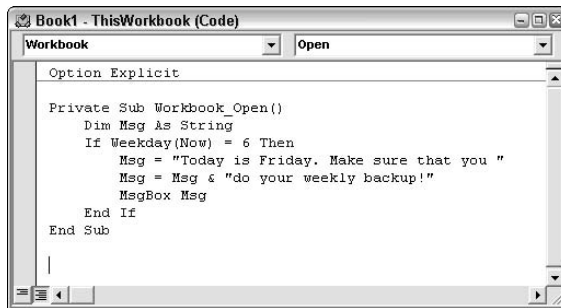 Book1 - ThisWorkbook (Code)
Workbook Open
Option Explicit
Private Sub Workbook_Open()
    Dim Msg As String
    If Weekday(Now) = 6 Then
        Msg = "Today is Friday. Make sure that you "
        Msg = Msg & "do your weekly backup!"
        MsgBox Msg
    End If
End Sub